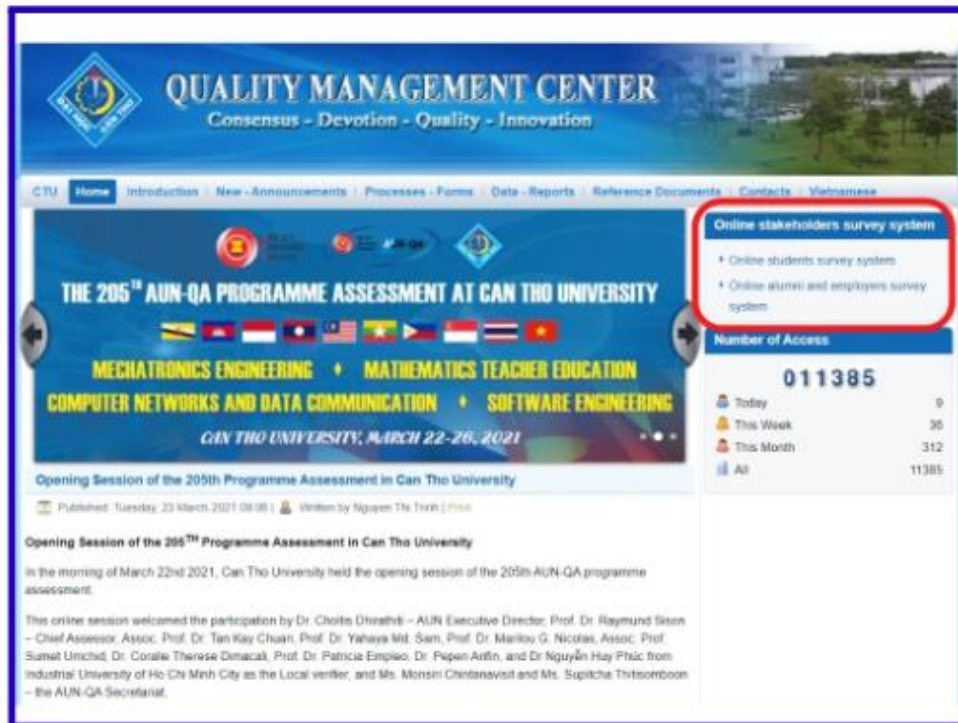 ĐẠI HỌC CẦN THƠ
QUALITY MANAGEMENT CENTER
Consensus - Devotion - Quality - Innovation
CTU Home Introduction New - Announcements Processes - Forms Data - Reports Reference Documents Contacts Vietnamese
AUN-QA
THE 205TH AUN-QA PROGRAMME ASSESSMENT AT CAN THO UNIVERSITY
MECHATRONICS ENGINEERING ♦ MATHEMATICS TEACHER EDUCATION
COMPUTER NETWORKS AND DATA COMMUNICATION ♦ SOFTWARE ENGINEERING
CAN THO UNIVERSITY, MARCH 22-26, 2021
Online stakeholders survey system
Online students survey system
Online alumni and employers survey
system
Number of Access
011385
Today 9
This Week 36
This Month 312
All 11385
Opening Session of the 205th Programme Assessment in Can Tho University
Published: Tuesday, 23 March 2021 08:08 | Written by Nguyen Thi Trinh | Print
Opening Session of the 205TH Programme Assessment in Can Tho University
In the morning of March 22nd 2021, Can Tho University held the opening session of the 205th AUN-QA programme
assessment.
This online session welcomed the participation by Dr. Choltis Dhirathiti – AUN Executive Director, Prof. Dr. Raymund Sison
– Chief Assessor, Assoc. Prof. Dr. Tan Kay Chuan, Prof. Dr. Yahaya Md. Sam, Prof. Dr. Marilou G. Nicolas, Assoc. Prof.
Sumet Umchid, Dr. Coralie Therese Dimacali, Prof. Dr. Patricia Empleo, Dr. Pepen Arifin, and Dr Nguyễn Huy Phúc from
Industrial University of Ho Chi Minh City as the Local verifier, and Ms. Monsiri Chintanavisit and Ms. Supitcha Thitisomboon
– the AUN-QA Secretariat.